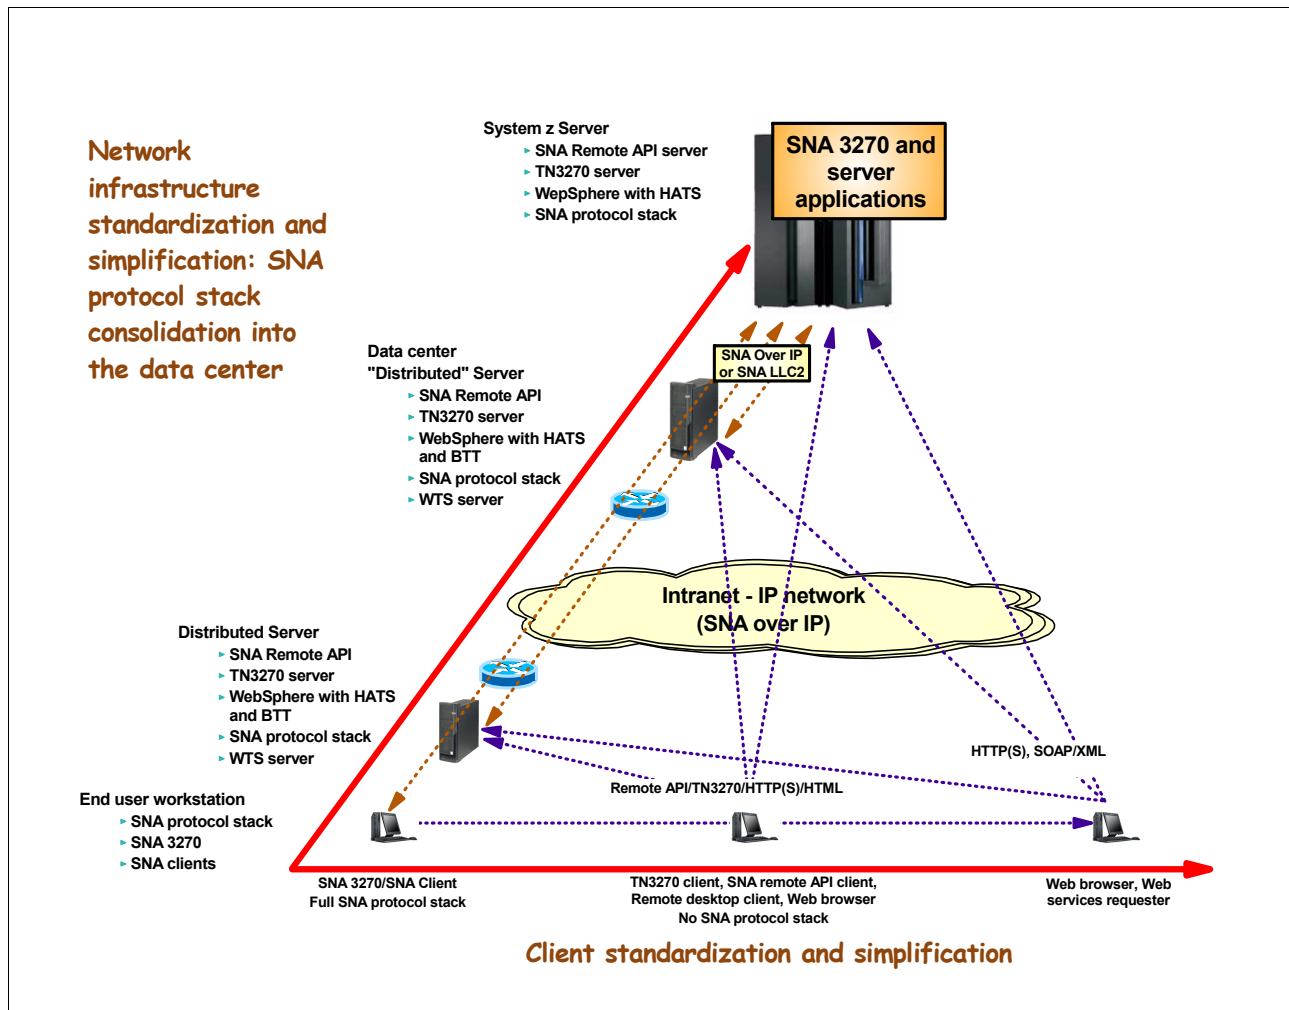 Network
infrastructure
standardization and
simplification: SNA
protocol stack
consolidation into
the data center
System z Server
SNA Remote API server
TN3270 server
WepSphere with HATS
SNA protocol stack
SNA 3270 and
server
applications
Data center
"Distributed" Server
SNA Remote API
TN3270 server
WebSphere with HATS
and BTT
SNA protocol stack
WTS server
SNA Over IP
or SNA LLC2
Intranet - IP network
(SNA over IP)
Distributed Server
SNA Remote API
TN3270 server
WebSphere with HATS
and BTT
SNA protocol stack
WTS server
HTTP(S), SOAP/XML
Remote API/TN3270/HTTP(S)/HTML
End user workstation
SNA protocol stack
SNA 3270
SNA clients
SNA 3270/SNA Client
Full SNA protocol stack
TN3270 client, SNA remote API client,
Remote desktop client, Web browser
No SNA protocol stack
Web browser, Web
services requester
Client standardization and simplification